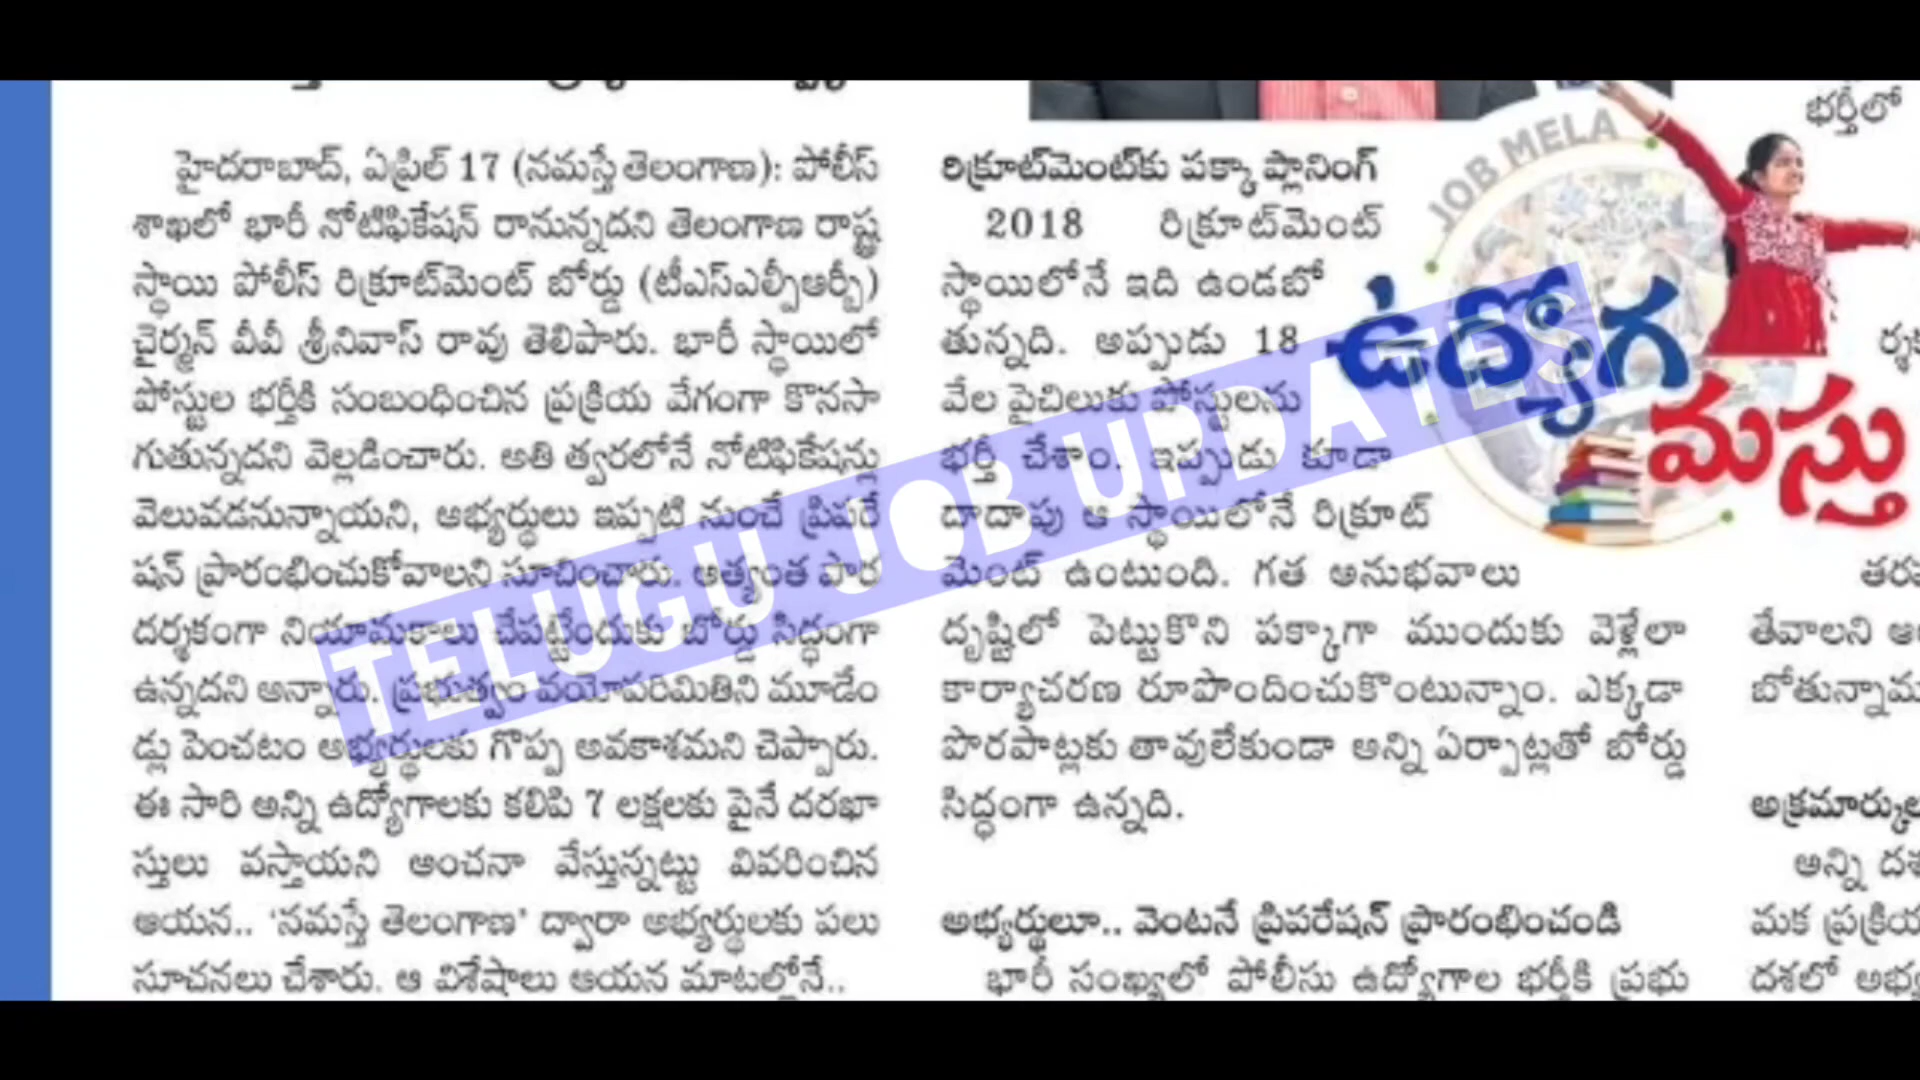 హైదరాబాద్, ఏప్రిల్ 17 (నమస్తే తెలంగాణ): పోలీస్
శాఖలో భారీ నోటిఫికేషన్ రానున్నదని తెలంగాణ రాష్ట్ర
స్థాయి పోలీస్ రిక్రూట్‌మెంట్ బోర్డు (టీఎస్ఎల్పీఆర్బీ)
చైర్మన్ వీవీ శ్రీనివాస్ రావు తెలిపారు. భారీ స్థాయిలో
పోస్టుల భర్తీకి సంబంధించిన ప్రక్రియ వేగంగా కొనసా
గుతున్నదని వెల్లడించారు. అతి త్వరలోనే నోటిఫికేషన్లు
వెలువడనున్నాయని, అభ్యర్థులు ఇప్పటి నుంచే ప్రిపరే
షన్ ప్రారంభించుకోవాలని సూచించారు. అత్యంత పార
దర్శకంగా నియామకాలు చేపట్టేందుకు బోర్డు సిద్ధంగా
ఉన్నదని అన్నారు. ప్రభుత్వం వయోపరిమితిని మూడేం
డ్లు పెంచటం అభ్యర్థులకు గొప్ప అవకాశమని చెప్పారు.
ఈ సారి అన్ని ఉద్యోగాలకు కలిపి 7 లక్షలకు పైనే దరఖా
స్తులు వస్తాయని అంచనా వేస్తున్నట్టు వివరించిన
ఆయన.. ‘నమస్తే తెలంగాణ’ ద్వారా అభ్యర్థులకు పలు
సూచనలు చేశారు. ఆ విశేషాలు ఆయన మాటల్లోనే..
రిక్రూట్‌మెంట్‌కు పక్కా ప్లానింగ్
2018 రిక్రూట్‌మెంట్
స్థాయిలోనే ఇది ఉండబో
తున్నది. అప్పుడు 18
వేల పైచిలుకు పోస్టులను
భర్తీ చేశాం. ఇప్పుడు కూడా
దాదాపు ఆ స్థాయిలోనే రిక్రూట్
మెంట్ ఉంటుంది. గత అనుభవాలు
దృష్టిలో పెట్టుకొని పక్కాగా ముందుకు వెళ్లేలా
కార్యాచరణ రూపొందించుకొంటున్నాం. ఎక్కడా
పొరపాట్లకు తావులేకుండా అన్ని ఏర్పాట్లతో బోర్డు
సిద్ధంగా ఉన్నది.
అభ్యర్థులూ.. వెంటనే ప్రిపరేషన్ ప్రారంభించండి
భారీ సంఖ్యలో పోలీసు ఉద్యోగాల భర్తీకి ప్రభు
JOB MELA
ఉద్యోగ
మస్తు
TELUGU JOB UPDATES
భర్తీలో
తేవాలని
బోతున్నామ
అక్రమార్కుల
అన్ని
మక ప్రక్రియ
దశలో